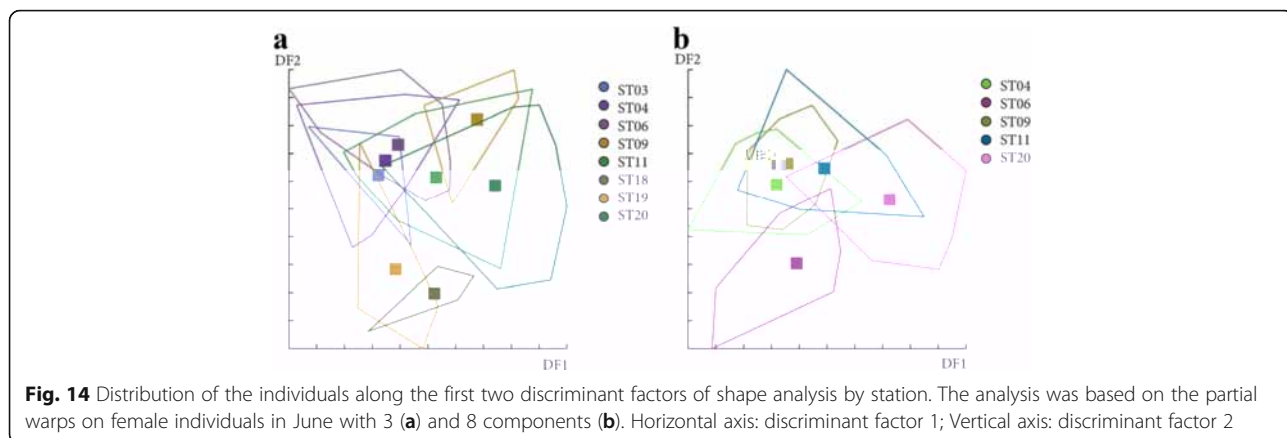 a
DF2
ST03
ST04
ST06
ST09
ST11
ST18
ST19
ST20
DF1
b
DF2
ST04
ST06
ST09
ST11
ST20
DF1
Fig. 14 Distribution of the individuals along the first two discriminant factors of shape analysis by station. The analysis was based on the partial
warps on female individuals in June with 3 (a) and 8 components (b). Horizontal axis: discriminant factor 1; Vertical axis: discriminant factor 2